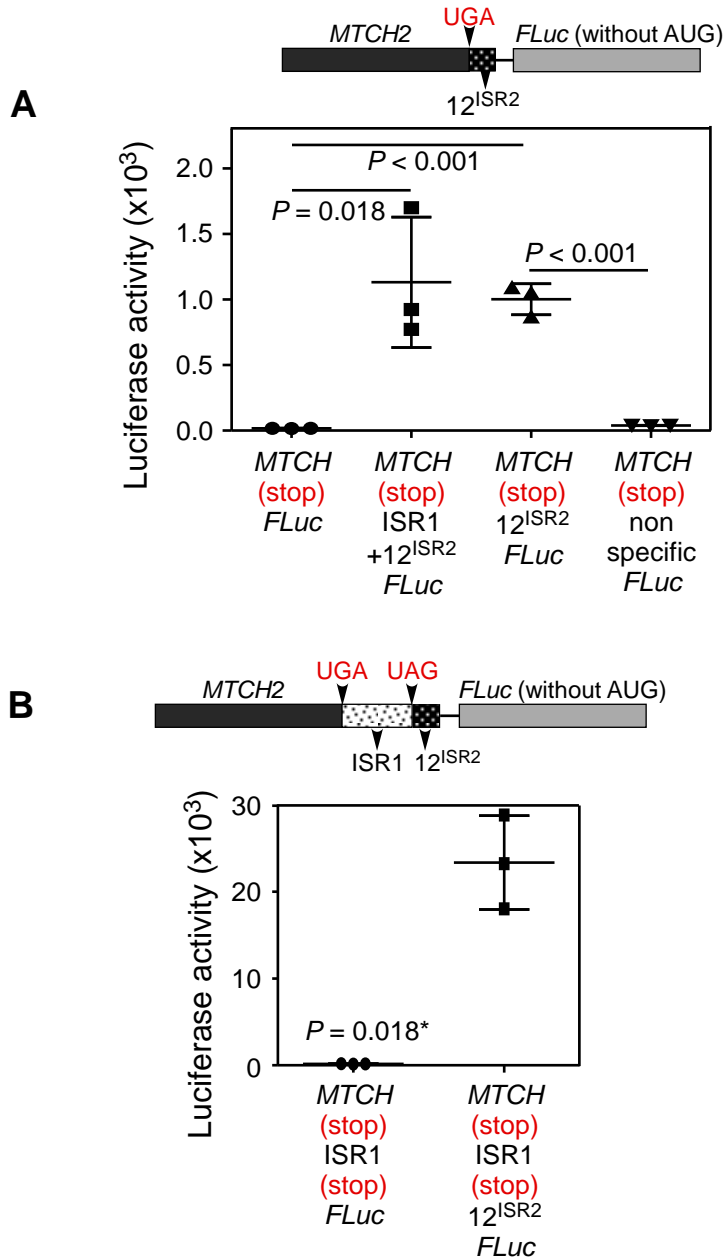 UGA
MTCH2 FLuc (without AUG)
12ISR2
A
Luciferase activity (x10³)
2.0
1.5
1.0
0.5
0.0
P < 0.001
P = 0.018
P < 0.001
MTCH (stop) FLuc
MTCH (stop) ISR1 +12ISR2 FLuc
MTCH (stop) 12ISR2 FLuc
MTCH (stop) non specific FLuc
UGA UAG
B
MTCH2 FLuc (without AUG)
ISR1 12ISR2
Luciferase activity (x10³)
30
20
10
0
P = 0.018*
MTCH (stop) ISR1 (stop) FLuc
MTCH (stop) ISR1 (stop) 12ISR2 FLuc